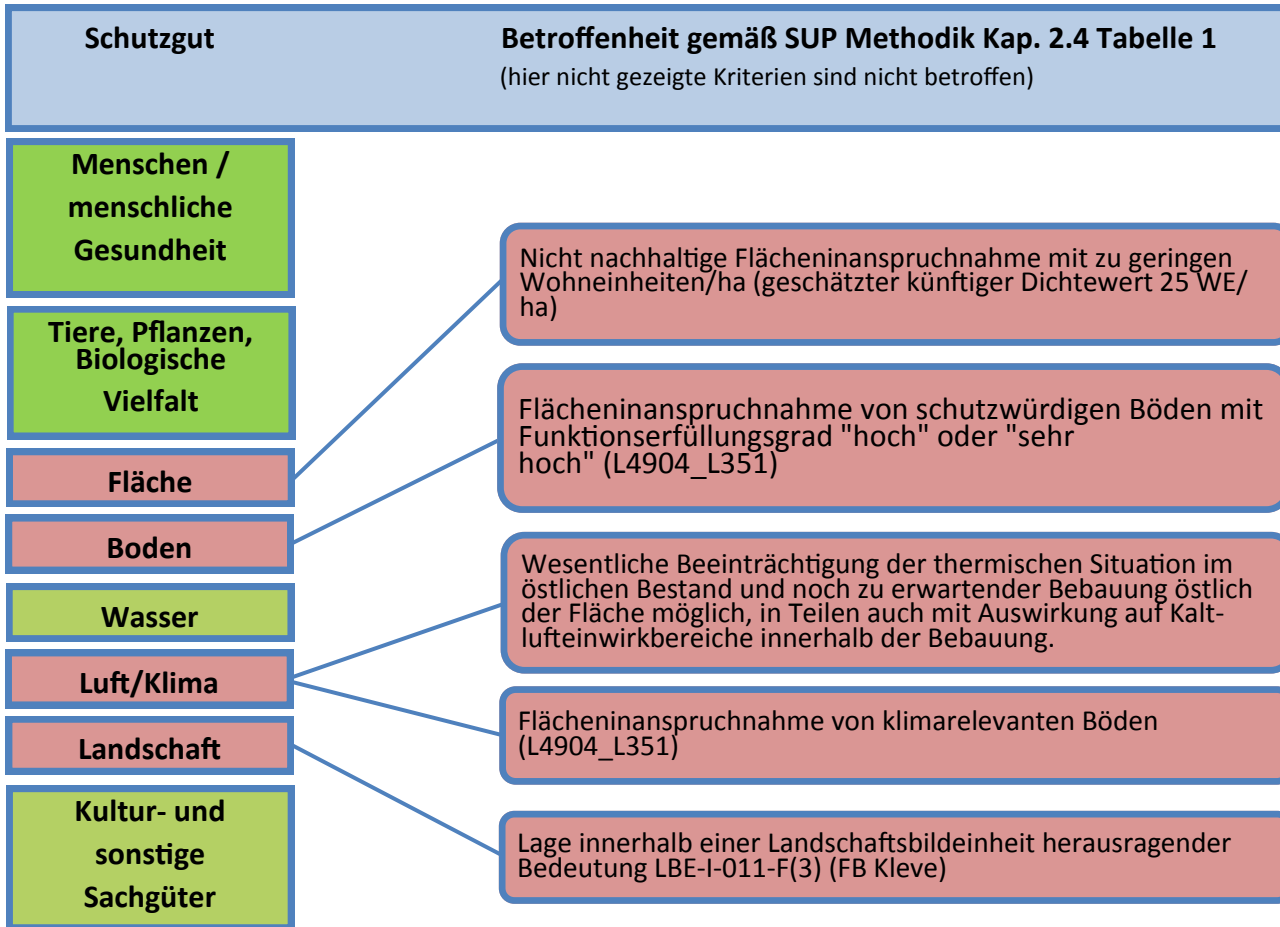 Schutzgut
Betroffenheit gemäß SUP Methodik Kap. 2.4 Tabelle 1
(hier nicht gezeigte Kriterien sind nicht betroffen)
Menschen /
menschliche
Gesundheit
Tiere, Pflanzen,
Biologische
Vielfalt
Fläche
Boden
Wasser
Luft/Klima
Landschaft
Kultur- und
sonstige
Sachgüter
Nicht nachhaltige Flächeninanspruchnahme mit zu geringen
Wohneinheiten/ha (geschätzter künftiger Dichtewert 25 WE/
ha)
Flächeninanspruchnahme von schutzwürdigen Böden mit
Funktionserfüllungsgrad "hoch" oder "sehr
hoch" (L4904_L351)
Wesentliche Beeinträchtigung der thermischen Situation im
östlichen Bestand und noch zu erwartender Bebauung östlich
der Fläche möglich, in Teilen auch mit Auswirkung auf Kalt-
lufteinwirkbereiche innerhalb der Bebauung.
Flächeninanspruchnahme von klimarelevanten Böden
(L4904_L351)
Lage innerhalb einer Landschaftsbildeinheit herausragender
Bedeutung LBE-I-011-F(3) (FB Kleve)